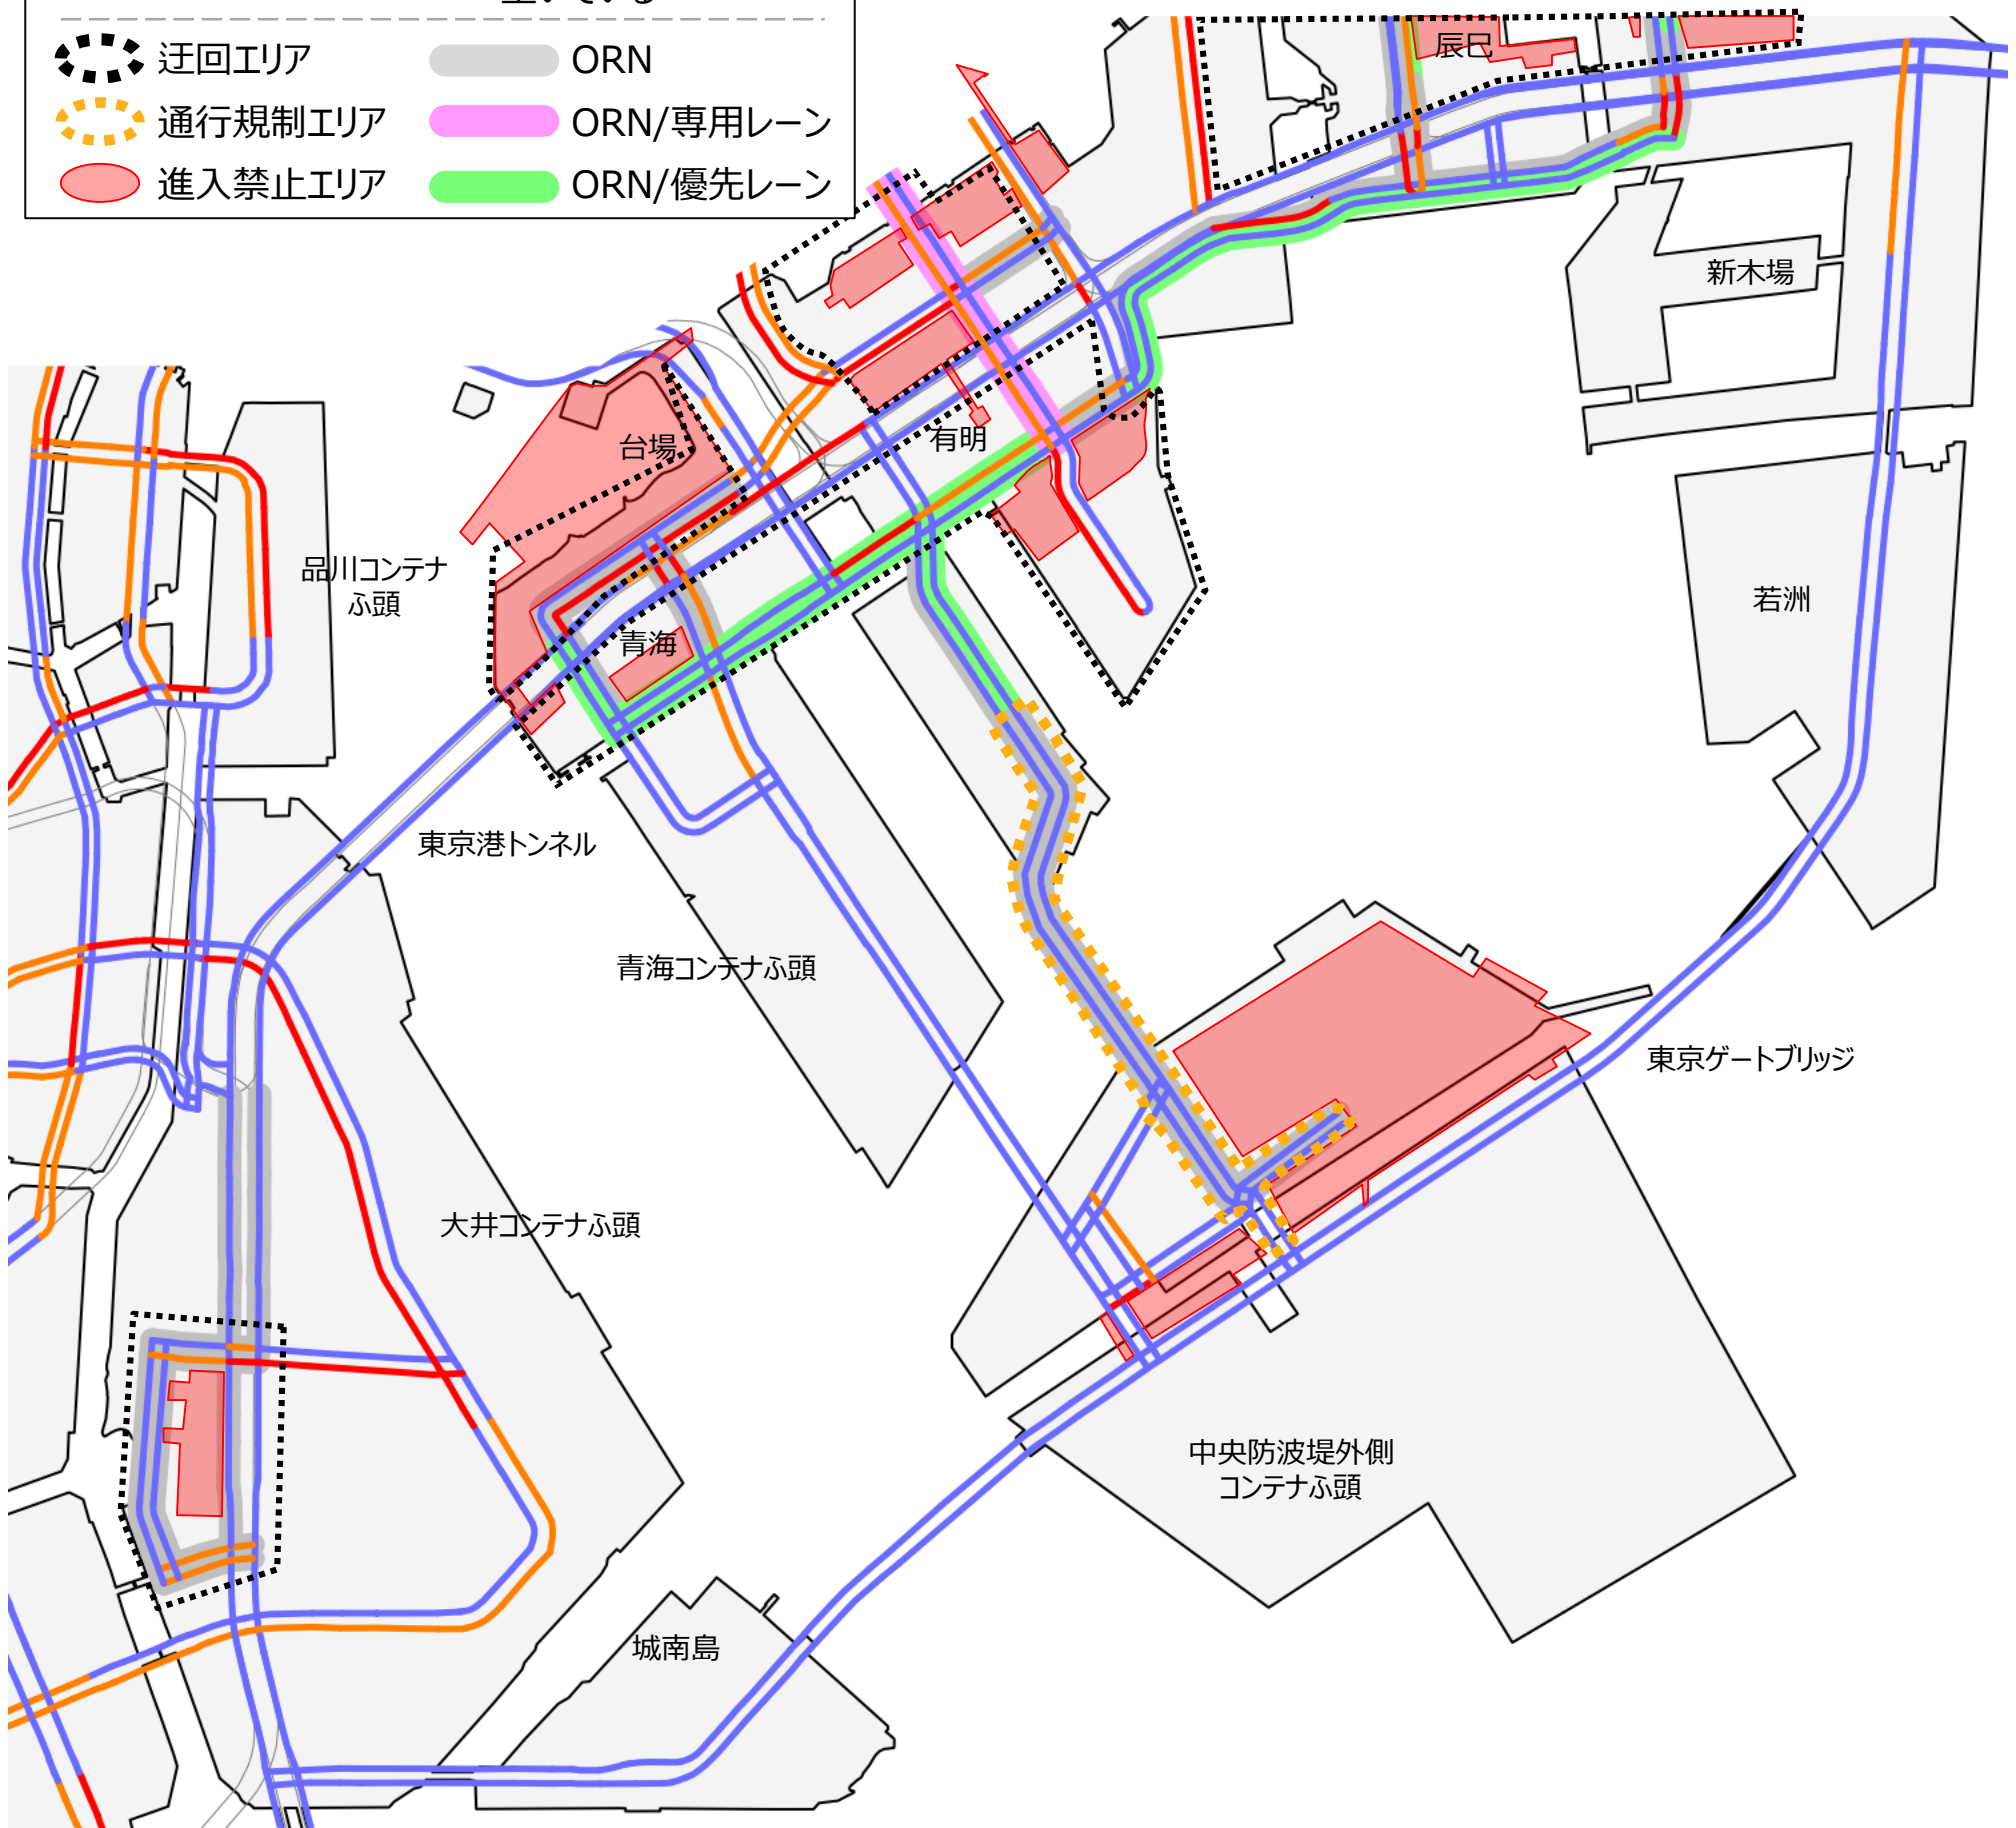 空いている
迂回エリア
ORN
通行規制エリア
ORN/専用レーン
進入禁止エリア
ORN/優先レーン
辰巳
新木場
台場
有明
品川コンテナ
ふ頭
若洲
青海
東京港トンネル
青海コンテナふ頭
東京ゲートブリッジ
大井コンテナふ頭
中央防波堤外側
コンテナふ頭
城南島